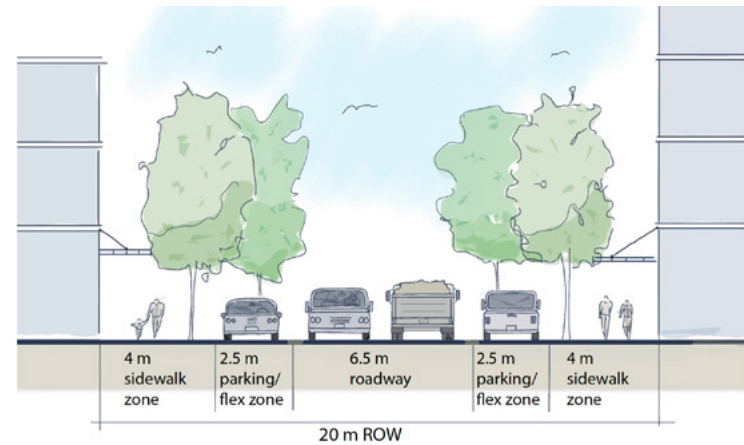 4 m
sidewalk
zone
2.5 m
parking/
flex zone
6.5 m
roadway
2.5 m
parking/
flex zone
4 m
sidewalk
zone
20 m ROW